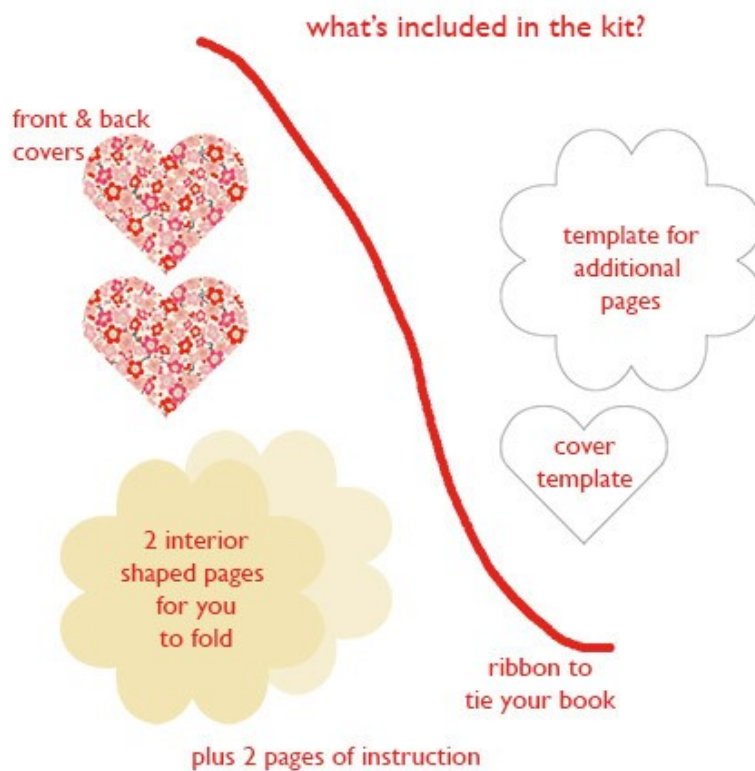 what's included in the kit?
front & back
covers
template for
additional
pages
cover
template
2 interior
shaped pages
for you
to fold
ribbon to
tie your book
plus 2 pages of instruction